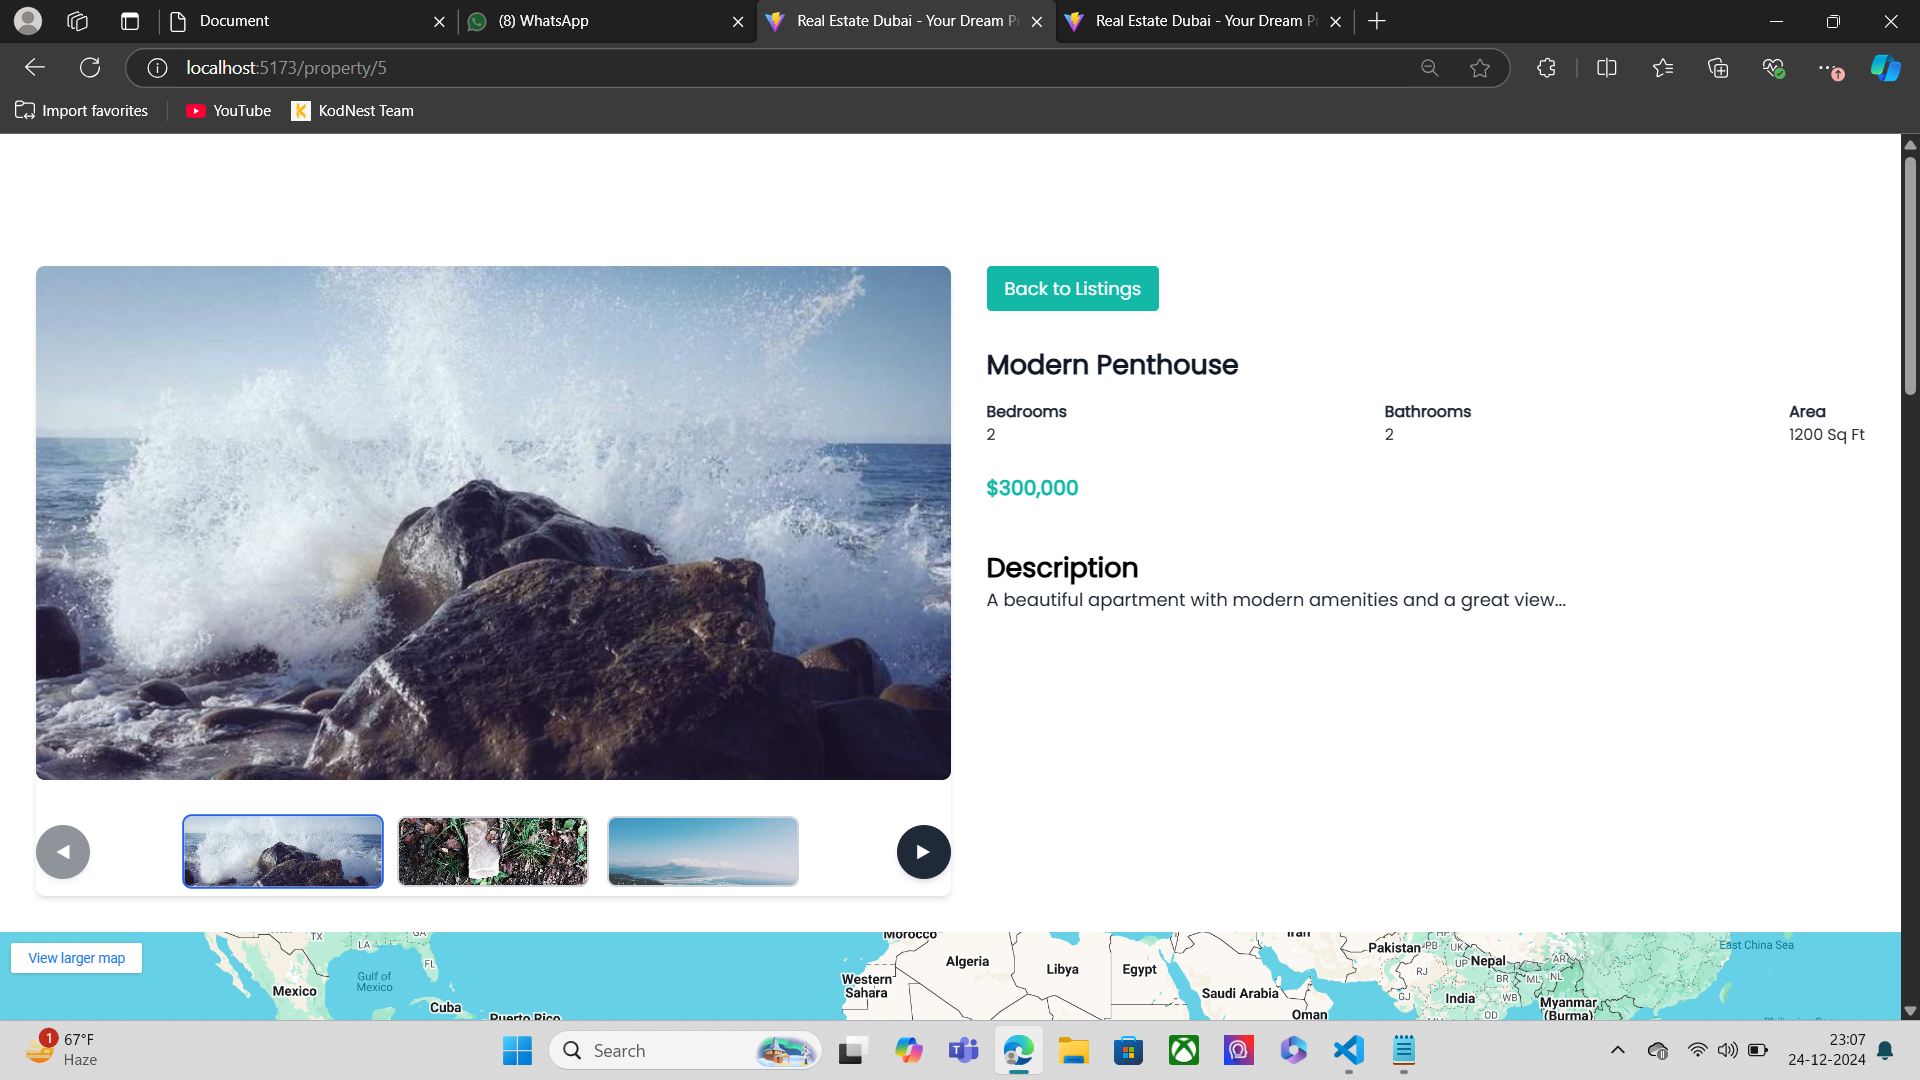 Document
(8) WhatsApp
Real Estate Dubai - Your Dream Pr
Real Estate Dubai - Your Dream Pr
localhost:5173/property/5
Import favorites
YouTube
KodNest Team
Back to Listings
Modern Penthouse
Bedrooms
Bathrooms
Area
2
2
1200 Sq Ft
$300,000
Description
A beautiful apartment with modern amenities and a great view...
View larger map
TX
LA
GA
FL
Gulf of
Mexico
Mexico
Cuba
Puerto Rico
Morocco
Algeria
Libya
Egypt
Western
Sahara
Saudi Arabia
Iran
Oman
Pakistan
PB
HP
UK
UP
Nepal
AR
RJ
BR
ML
NL
GJ
India
WB
OD
Myanmar
(Burma)
East China Sea
1
67°F
Haze
Search
23:07
24-12-2024